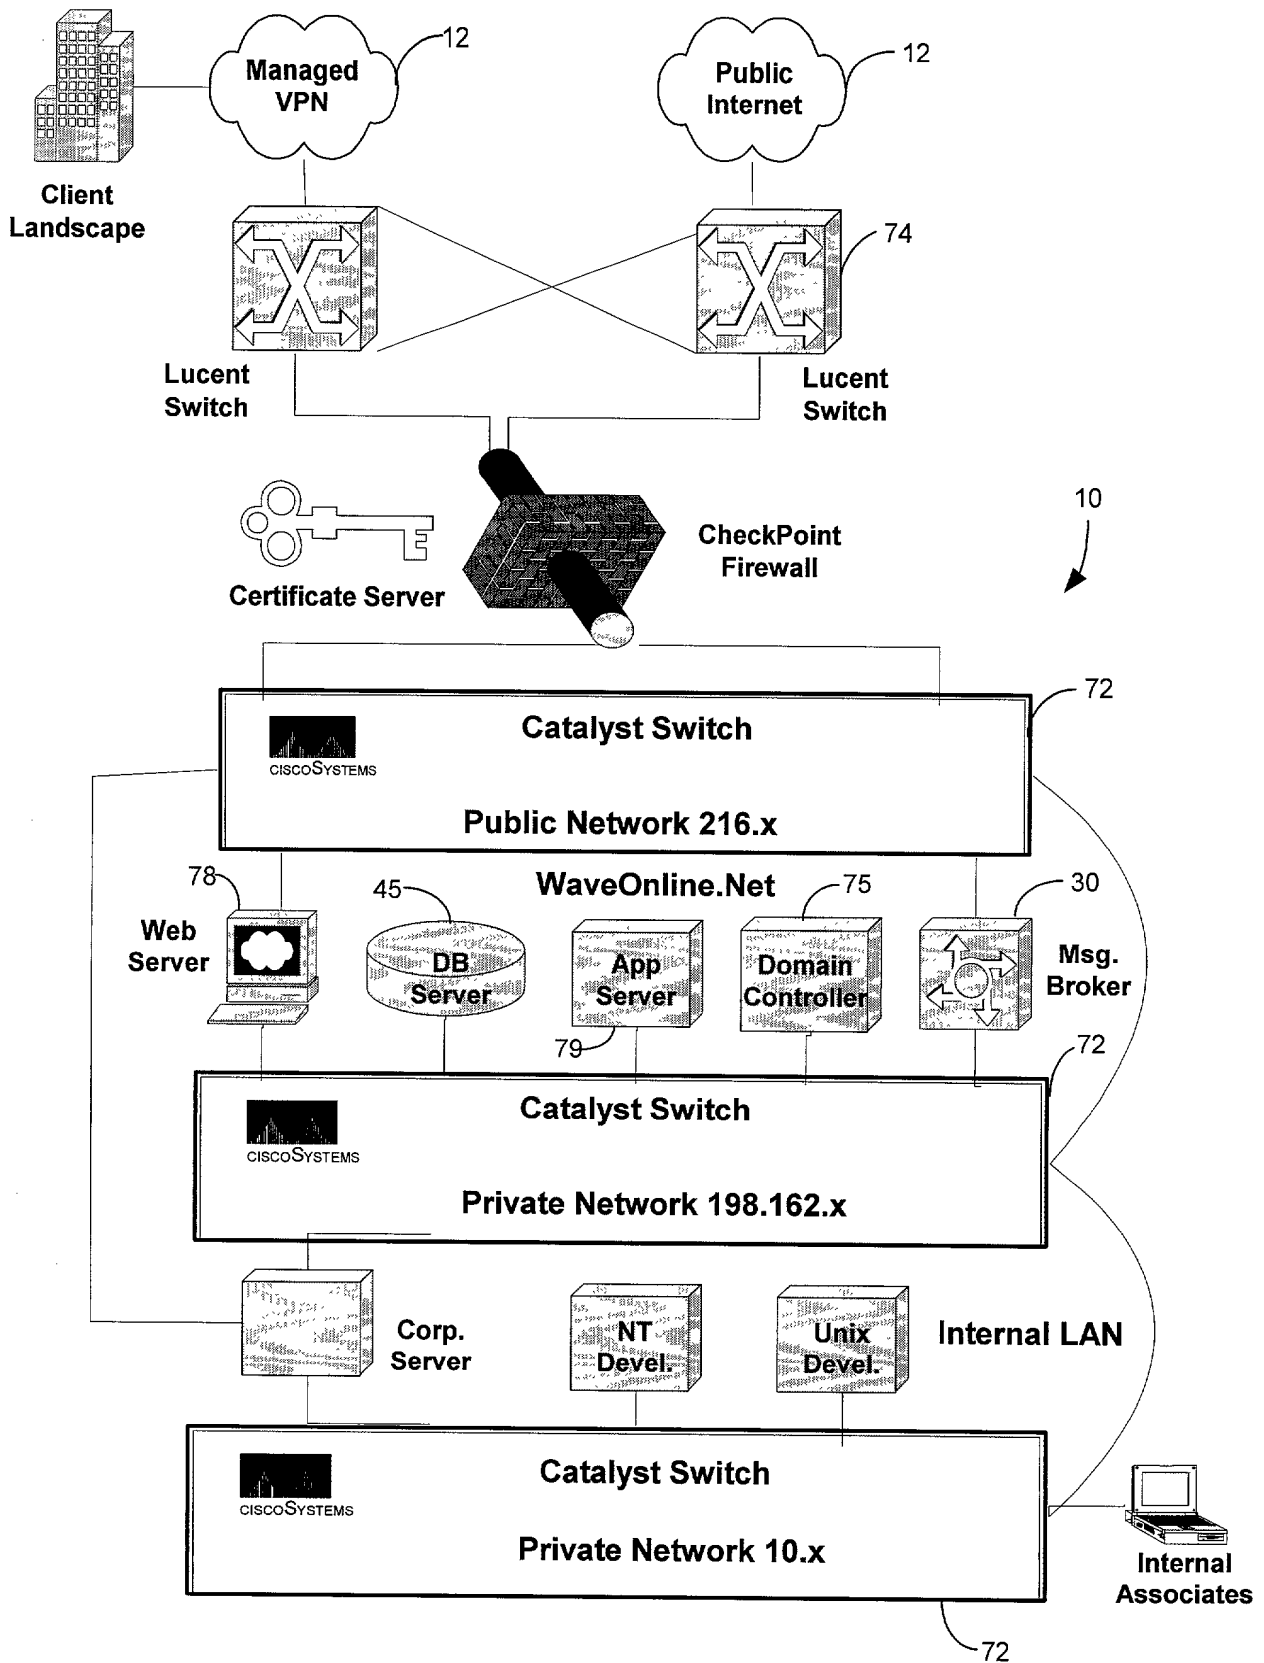 12
Managed
VPN
12
Public
Internet
Client
Landscape
74
Lucent
Switch
Lucent
Switch
10
CheckPoint
Firewall
Certificate Server
72
Catalyst Switch
CISCOSYSTEMS
Public Network 216.x
78
45
WaveOnline.Net
75
30
Web
Server
DB
Server
App
Server
Domain
Controller
Msg.
Broker
79
72
Catalyst Switch
CISCOSYSTEMS
Private Network 198.162.x
Corp.
Server
NT
Devel.
Unix
Devel.
Internal LAN
Catalyst Switch
CISCOSYSTEMS
Private Network 10.x
Internal
Associates
72